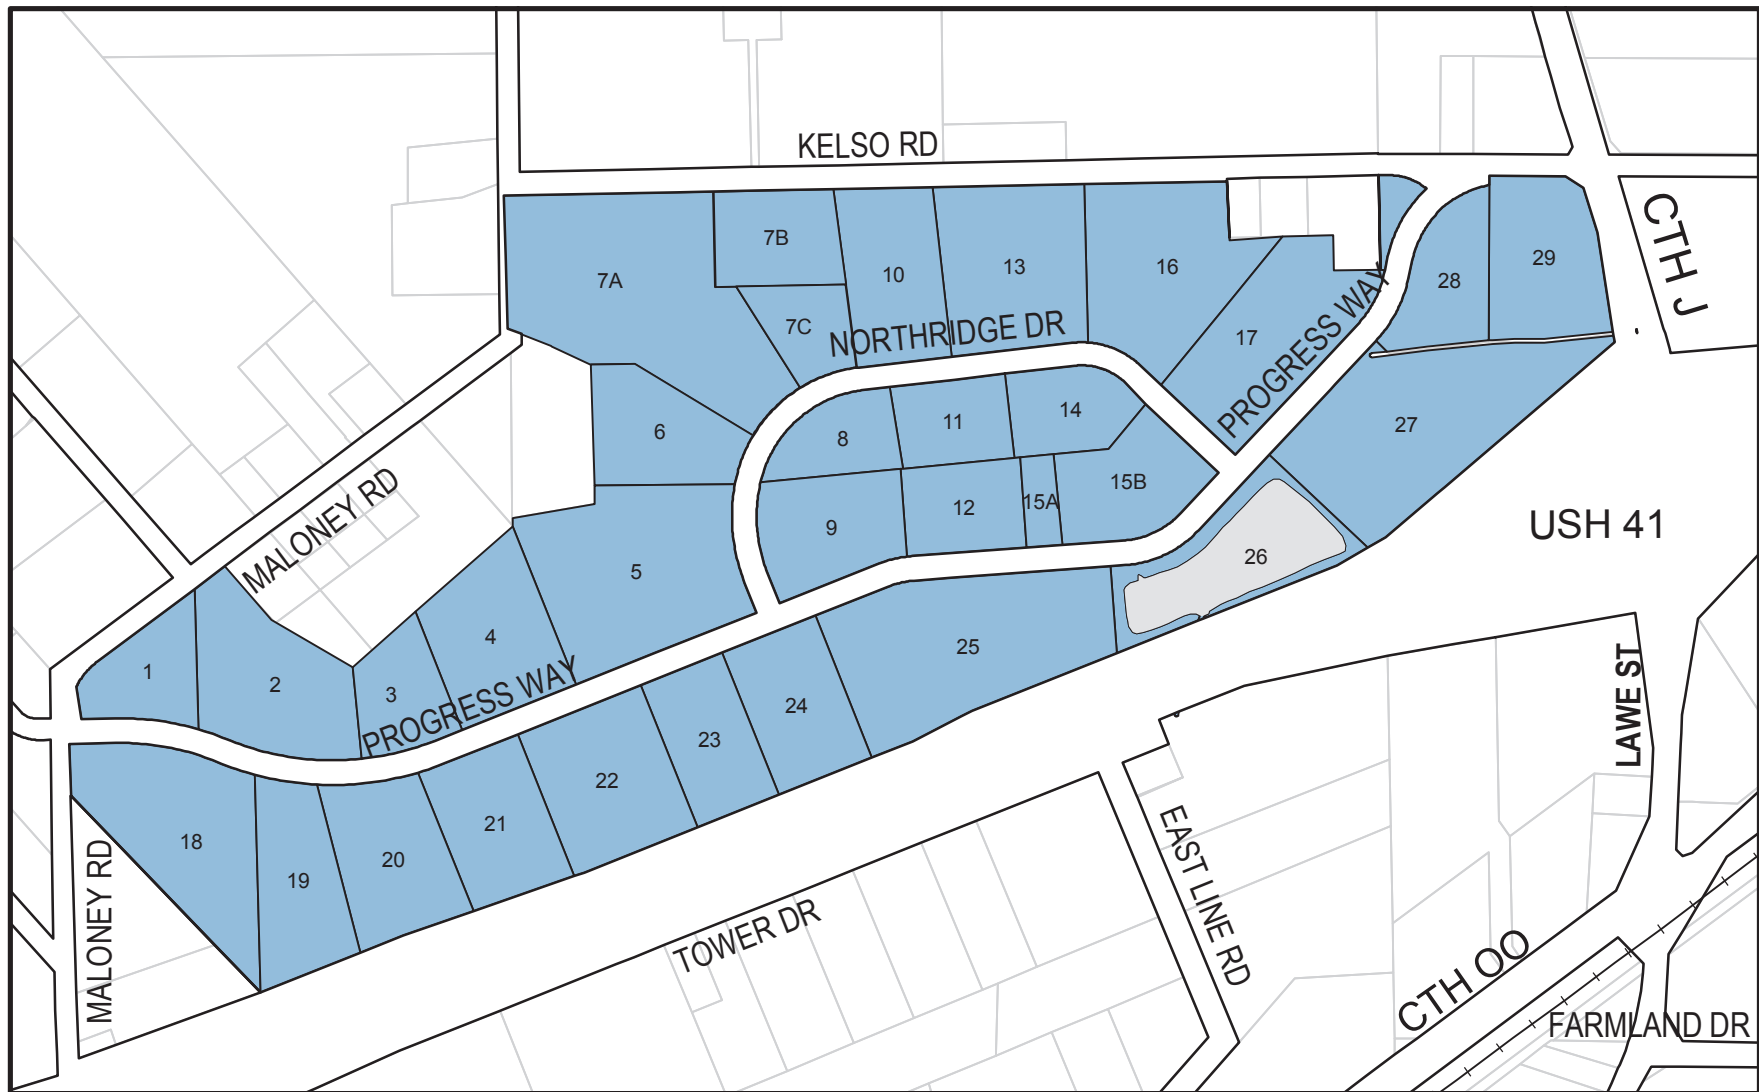 KELSO RD
CTH J
7B
7A
10
13
16
29
28
7C
NORTHRIDGE DR
17
PROGRESS WAY
6
8
11
14
27
MALONEY RD
9
12
15A
15B
USH 41
26
5
4
1
2
3
25
PROGRESS WAY
24
23
22
LAWE ST
21
18
20
19
MALONEY RD
EAST LINE RD
TOWER DR
CTH OO
FARMLAND DR